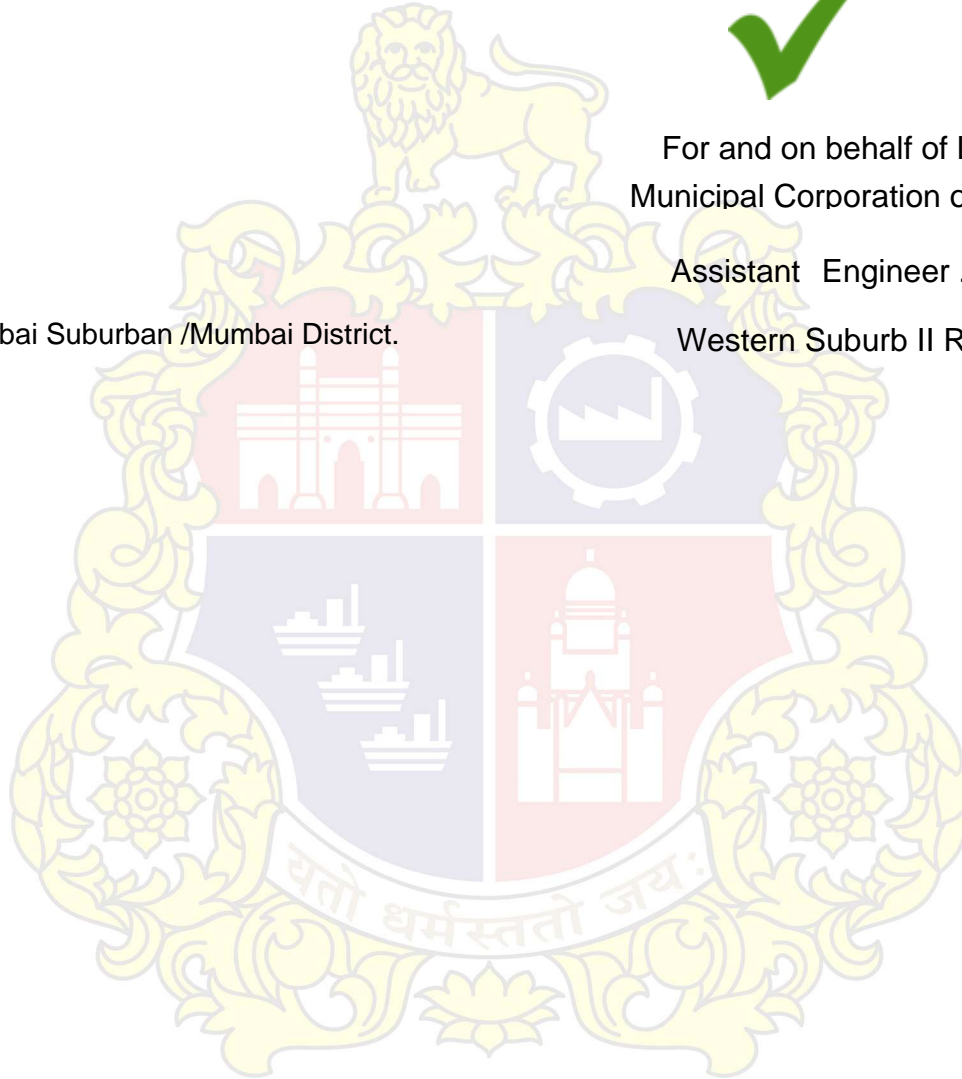 For and on behalf of
Municipal Corporation
Assistant Engineer .
bai Suburban /Mumbai District.
Western Suburb II R
यतो धर्मस्ततो जयः